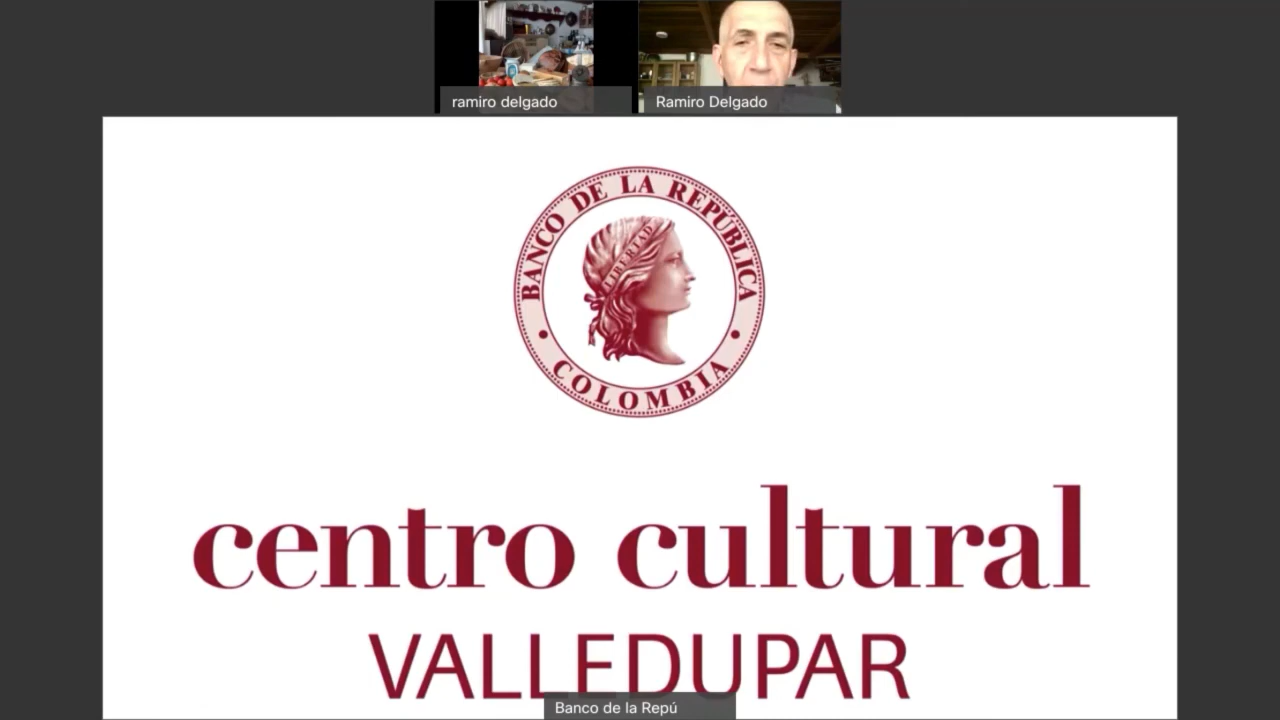 ramiro delgado
Ramiro Delgado
BANCO DE LA REPÚBLICA
LIBERTAD
COLOMBIA
centro cultural
VALLEDUPAR
Banco de la Repú